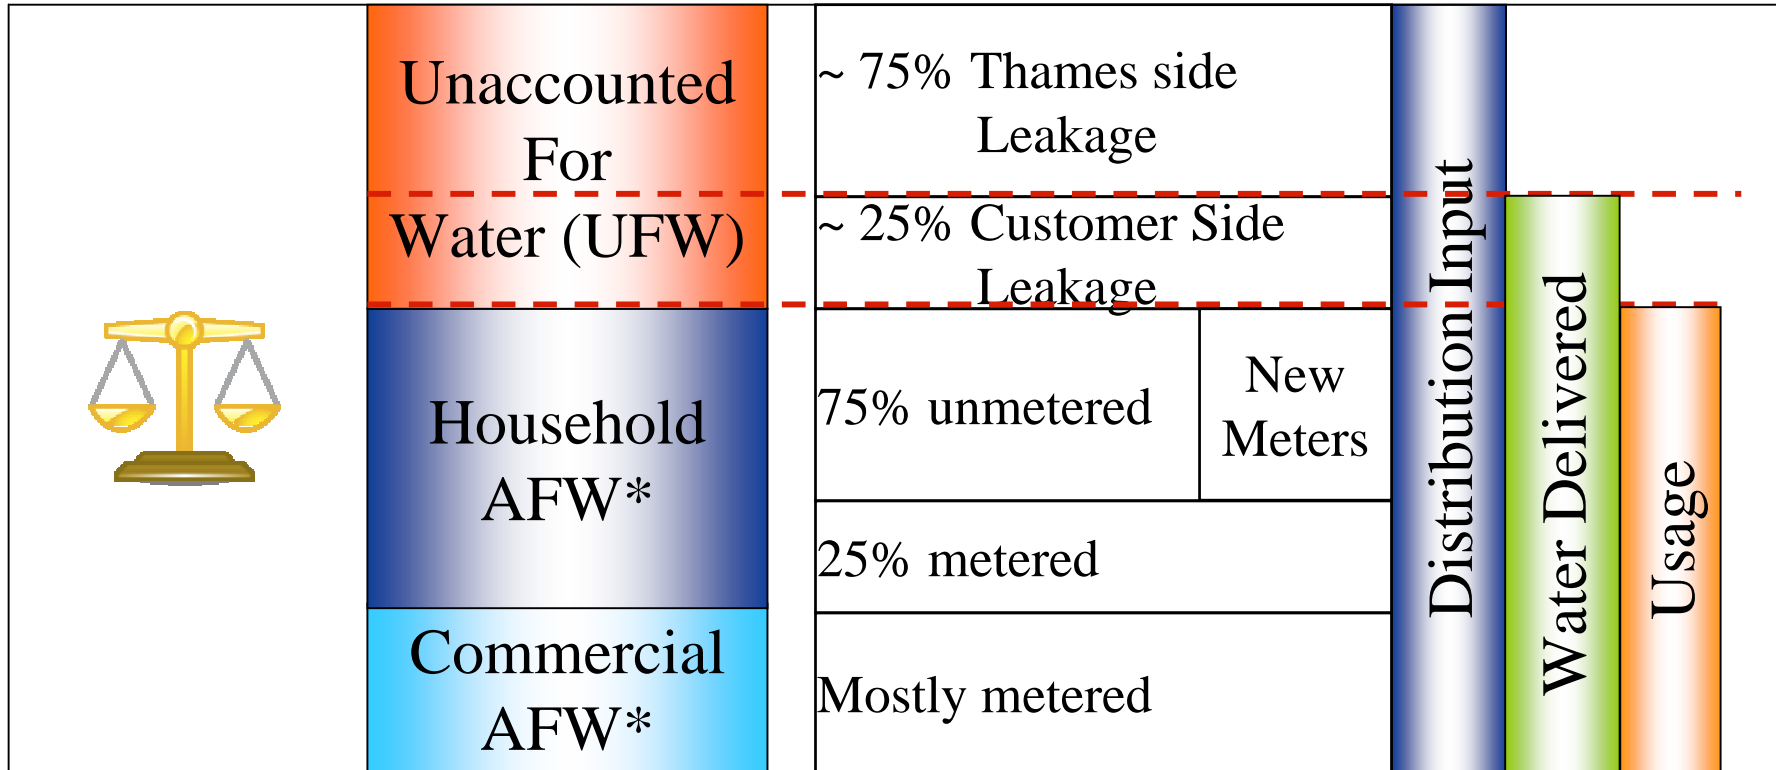 Unaccounted
For
Water (UFW)
~ 75% Thames side
Leakage
~ 25% Customer Side
Leakage
Household
AFW*
75% unmetered
New
Meters
25% metered
Commercial
AFW*
Mostly metered
Distribution Input
Water Delivered
Usage